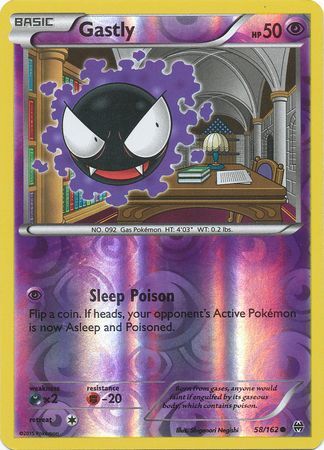 BASIC
Gastly
HP 50
NO. 092 Gas Pokémon HT: 4'03" WT: 0.2 lbs.
Sleep Poison
Flip a coin. If heads, your opponent's Active Pokémon
is now Asleep and Poisoned.
weakness
×2
resistance
-20
retreat
Born from gases, anyone would
faint if engulfed by its gaseous
body, which contains poison.
©2015 Pokémon
Illus. Shigenori Negishi
58/162